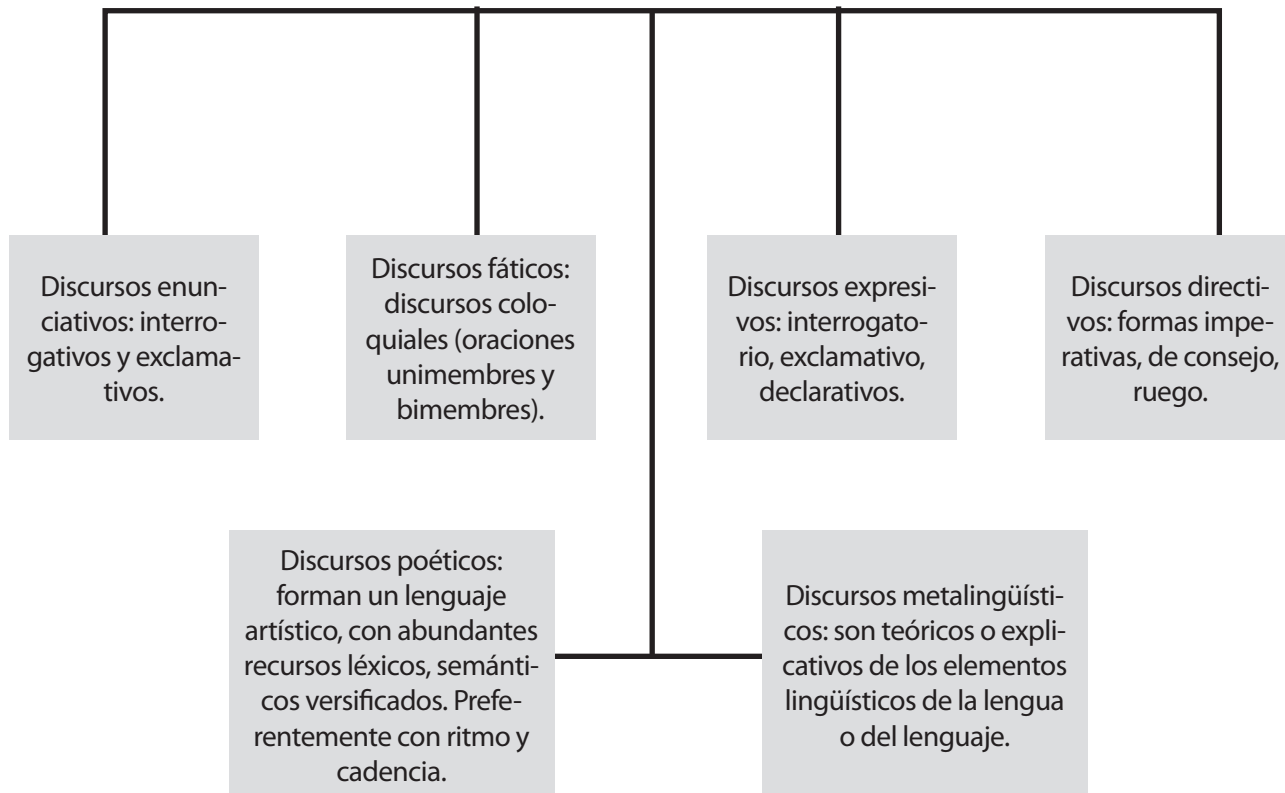 Discursos enun-
ciativos: interro-
gativos y exclama-
tivos.
Discursos fáticos:
discursos colo-
quiales (oraciones
unimembres y
bimembres).
Discursos expresi-
vos: interrogato-
rio, exclamativo,
declarativos.
Discursos directi-
vos: formas impe-
rativas, de consejo,
ruego.
Discursos poéticos:
forman un lenguaje
artístico, con abundantes
recursos léxicos, semánti-
cos versificados. Prefe-
rentemente con ritmo y
cadencia.
Discursos metalingüísti-
cos: son teóricos o expli-
cativos de los elementos
lingüísticos de la lengua
o del lenguaje.